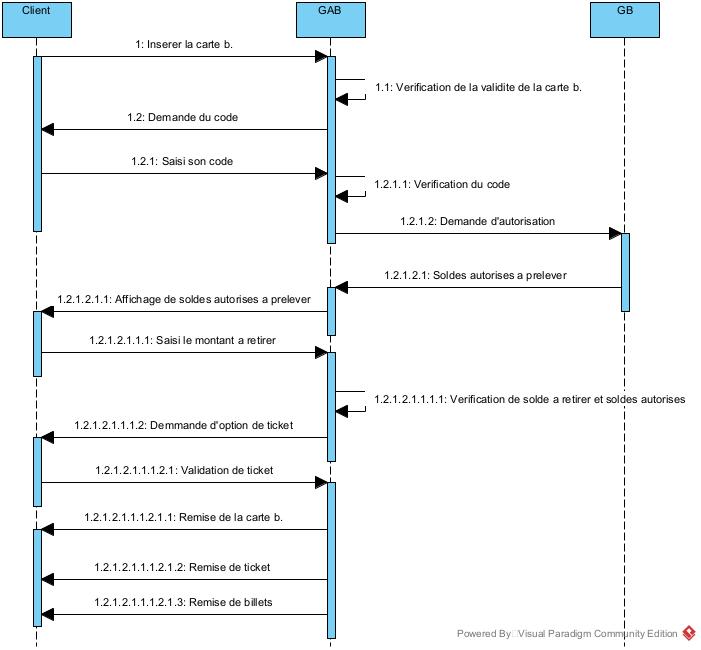 Client
GAB
GB
1: Inserer la carte b.
1.1: Verification de la validite de la carte b.
1.2: Demande du code
1.2.1: Saisi son code
1.2.1.1: Verification du code
1.2.1.2: Demande d'autorisation
1.2.1.2.1: Soldes autorises a prelever
1.2.1.2.1.1: Affichage de soldes autorises a prelever
1.2.1.2.1.1.1: Saisi le montant a retirer
1.2.1.2.1.1.1.1: Verification de solde a retirer et soldes autorises
1.2.1.2.1.1.1.2: Demmande d'option de ticket
1.2.1.2.1.1.1.2.1: Validation de ticket
1.2.1.2.1.1.1.2.1.1: Remise de la carte b.
1.2.1.2.1.1.1.2.1.2: Remise de ticket
1.2.1.2.1.1.1.2.1.3: Remise de billets
Powered By Visual Paradigm Community Edition